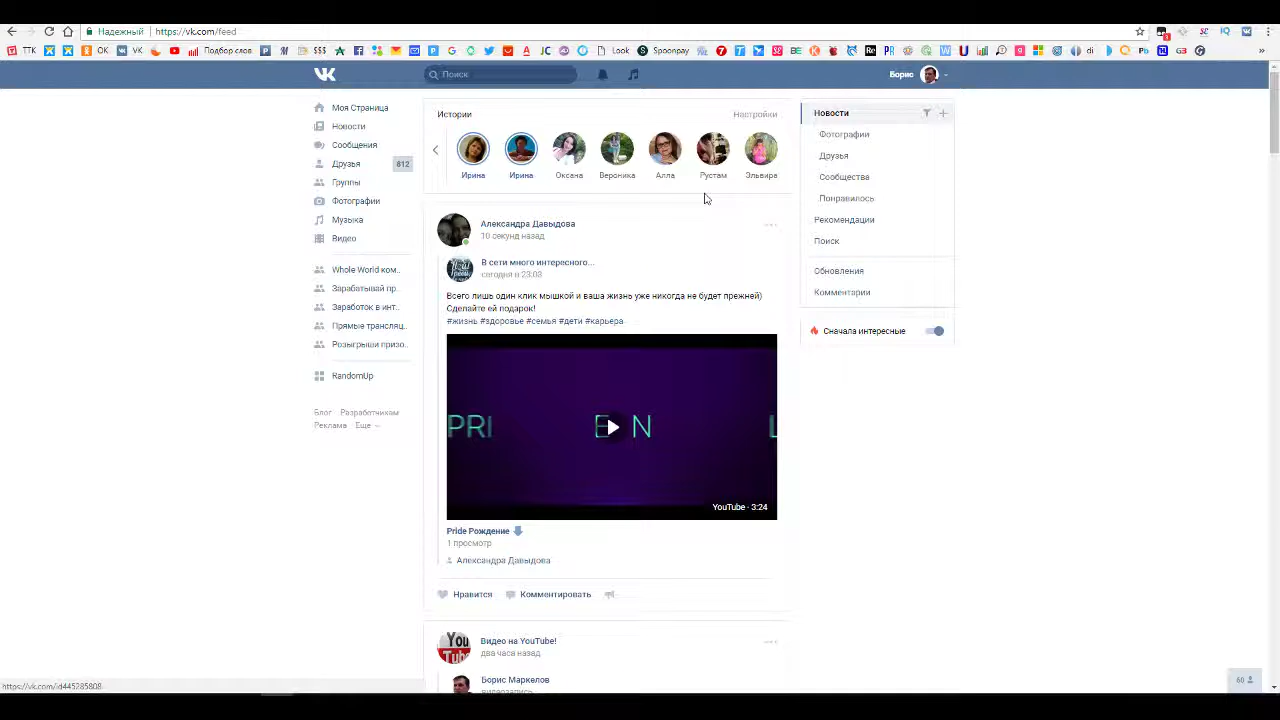 Надежный https://vk.com/feed
ТТК OK VK Подбор слов $$$ Look Spoonpay
VK Поиск Борис
Моя Страница
Новости
Сообщения
Друзья 812
Группы
Фотографии
Музыка
Видео
Whole World ком..
Зарабатывай пр..
Заработок в инт..
Прямые трансляц..
Розыгрыши призо..
RandomUp
Блог Разработчикам
Реклама Еще
Истории Настройки
Ирина Ирина Оксана Вероника Алла Рустам Эльвира
Александра Давыдова
10 секунд назад
В сети много интересного...
сегодня в 23:03
Всего лишь один клик мышкой и ваша жизнь уже никогда не будет прежней)
Сделайте ей подарок!
#жизнь #здоровье #семья #дети #карьера
PRI E N L
YouTube · 3:24
Pride Рождение
1 просмотр
Александра Давыдова
Нравится Комментировать
You
Видео на YouTube!
два часа назад
Борис Маркелов
видеозапись
Новости
Фотографии
Друзья
Сообщества
Понравилось
Рекомендации
Поиск
Обновления
Комментарии
Сначала интересные
https://vk.com/id445285808
60